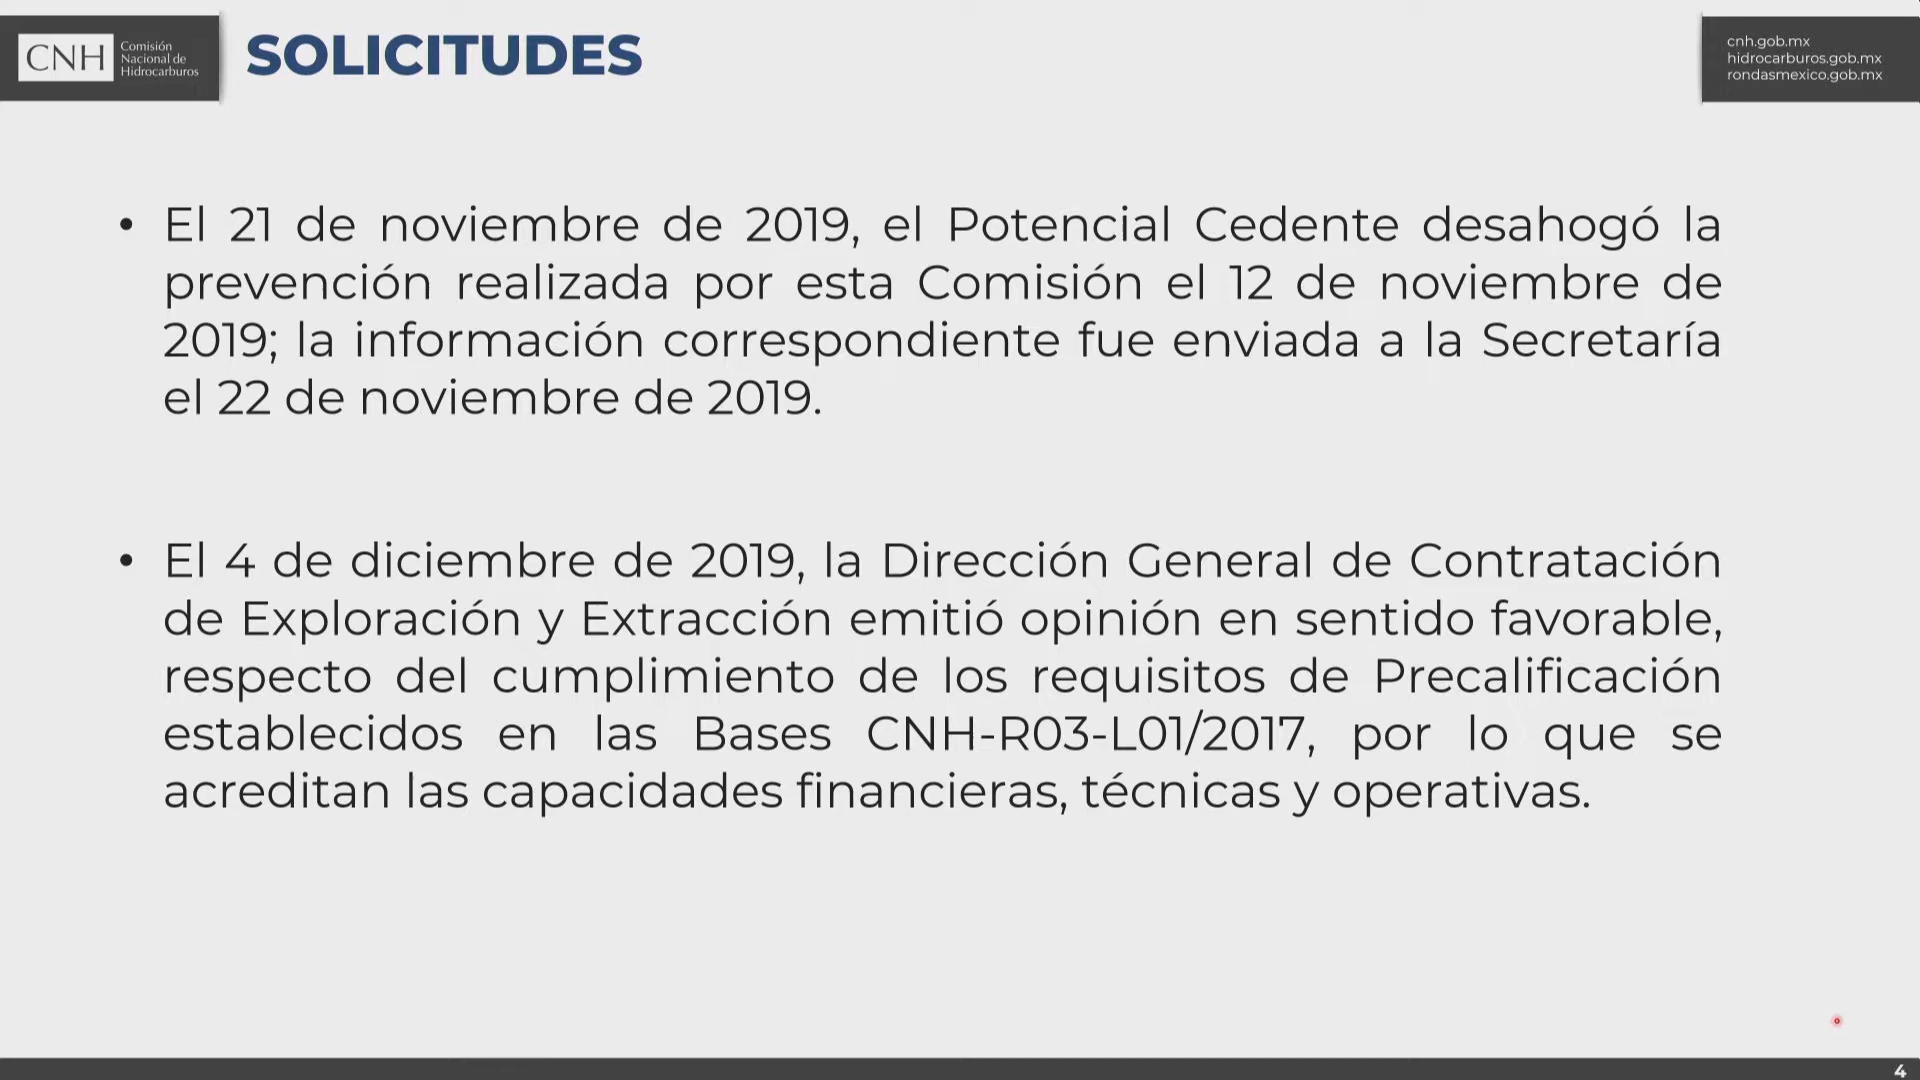 CNH
Comisión
Nacional de
Hidrocarburos
SOLICITUDES
cnh.gob.mx
hidrocarburos.gob.mx
rondasmexico.gob.mx
• El 21 de noviembre de 2019, el Potencial Cedente desahogó la
prevención realizada por esta Comisión el 12 de noviembre de
2019; la información correspondiente fue enviada a la Secretaría
el 22 de noviembre de 2019.
• El 4 de diciembre de 2019, la Dirección General de Contratación
de Exploración y Extracción emitió opinión en sentido favorable,
respecto del cumplimiento de los requisitos de Precalificación
establecidos en las Bases CNH-R03-L01/2017, por lo que se
acreditan las capacidades financieras, técnicas y operativas.
4